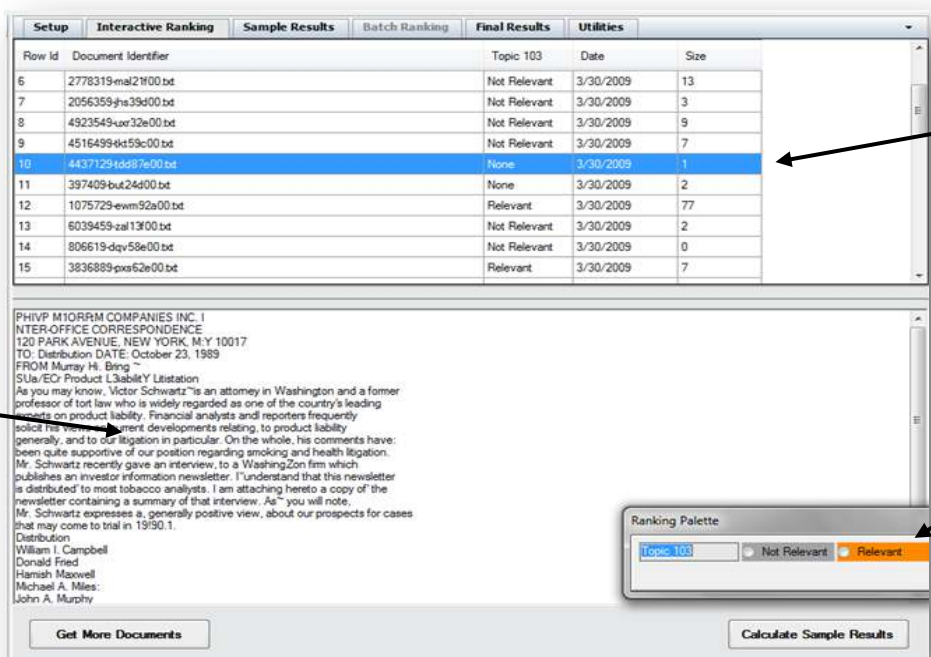 Setup Interactive Ranking Sample Results Batch Ranking Final Results Utilities
Row Id Document Identifier Topic 103 Date Size
6 2778319-mal21f00.txt Not Relevant 3/30/2009 13
7 2056359-jhs39d00.txt Not Relevant 3/30/2009 3
8 4923549-uxr32e00.txt Not Relevant 3/30/2009 9
9 4516499-tkt59c00.txt Not Relevant 3/30/2009 7
10 4437129-tdd87e00.txt None 3/30/2009 1
11 397409-but24d00.txt None 3/30/2009 2
12 1075729-ewm92a00.txt Relevant 3/30/2009 77
13 6039459-zal13f00.txt Not Relevant 3/30/2009 2
14 806619-dqv58e00.txt Not Relevant 3/30/2009 0
15 3836889-pxs62e00.txt Relevant 3/30/2009 7
PHIVP M1ORR:M COMPANIES INC. I
NTER-OFFICE CORRESPONDENCE
120 PARK AVENUE, NEW YORK, M:Y 10017
TO: Distribution DATE: October 23, 1989
FROM Murray Hi. Bring ~
SUa/ECr Product L3abilitY Litistation
As you may know, Victor Schwartz~is an attorney in Washington and a former
professor of tort law who is widely regarded as one of the country's leading
experts on product liability. Financial analysts andl reporters frequently
solicit his views on current developments relating, to product liability
generally, and to our litigation in particular. On the whole, his comments have:
been quite supportive of our position regarding smoking and health litigation.
Mr. Schwartz recently gave an interview, to a WashingZon firm which
publishes an investor information newsletter. I"understand that this newsletter
is distributed' to most tobacco analyists. I am attaching hereto a copy of' the
newsletter containing a summary of that interview. As~ you will note,
Mr. Schwartz expresses a, generally positive view, about our prospects for cases
that may come to trial in 19!90.1.
Distribution
William I. Campbell
Donald Fried
Hamish Maxwell
Michael A. Miles:
John A. Murphy
Ranking Palette
Topic 103 Not Relevant Relevant
Get More Documents Calculate Sample Results